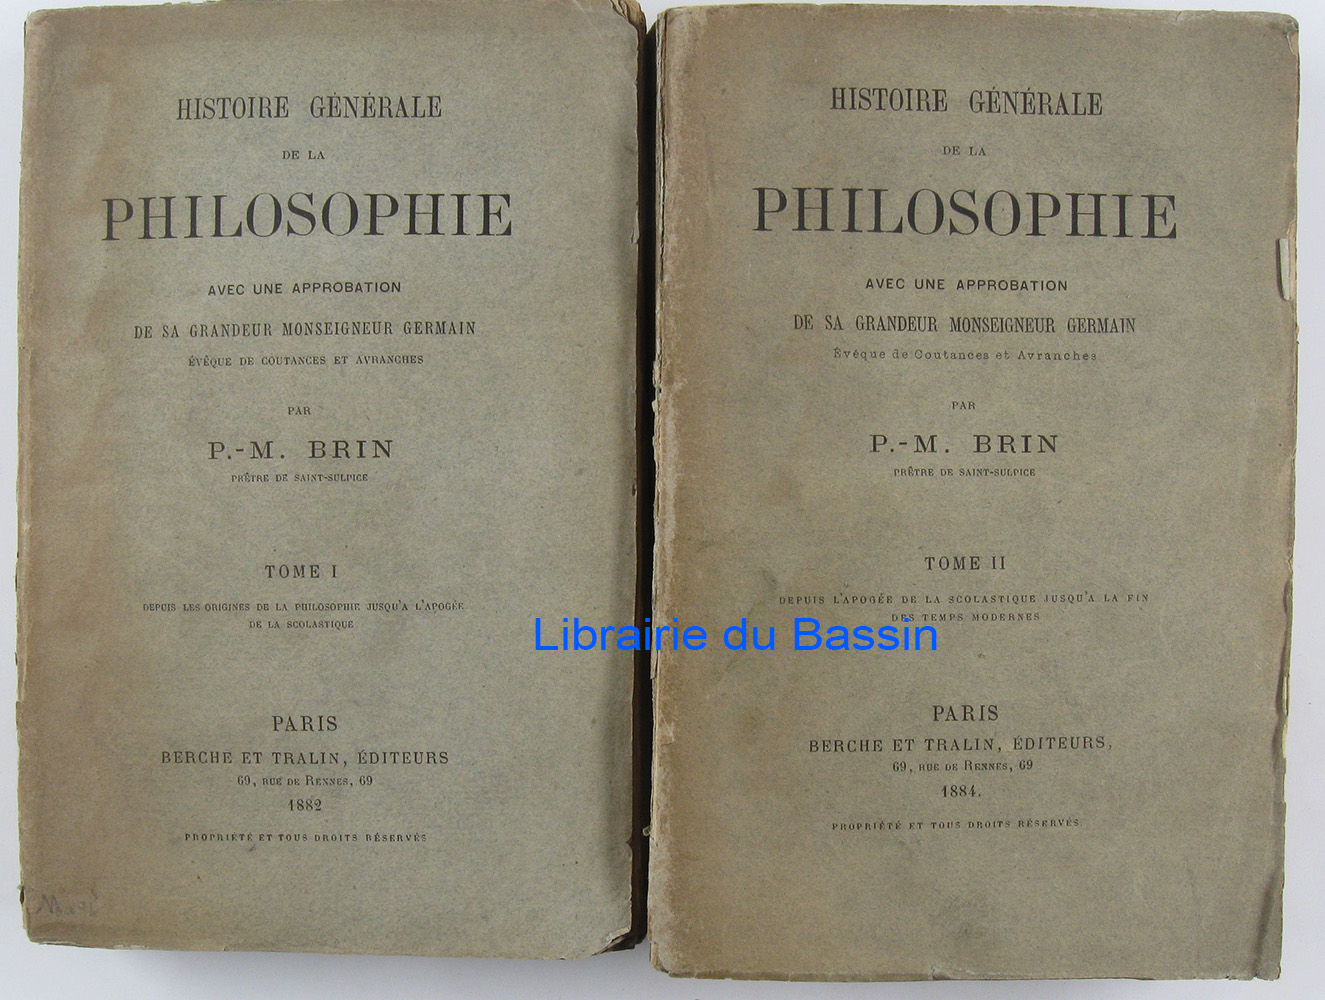 HISTOIRE GÉNÉRALE
DE LA
PHILOSOPHIE
AVEC UNE APPROBATION
DE SA GRANDEUR MONSEIGNEUR GERMAIN
ÉVÊQUE DE COUTANCES ET AVRANCHES
PAR
P.-M. BRIN
PRÊTRE DE SAINT-SULPICE
TOME I
DEPUIS LES ORIGINES DE LA PHILOSOPHIE JUSQU'A L'APOGÉE
DE LA SCOLASTIQUE
PARIS
BERCHE ET TRALIN, ÉDITEURS
69, RUE DE RENNES, 69
1882
PROPRIÉTÉ ET TOUS DROITS RÉSERVÉS
HISTOIRE GÉNÉRALE
DE LA
PHILOSOPHIE
AVEC UNE APPROBATION
DE SA GRANDEUR MONSEIGNEUR GERMAIN
Évêque de Coutances et Avranches
PAR
P.-M. BRIN
PRÊTRE DE SAINT-SULPICE
TOME II
DEPUIS L'APOGÉE DE LA SCOLASTIQUE JUSQU'A LA FIN
DES TEMPS MODERNES
PARIS
BERCHE ET TRALIN, ÉDITEURS,
69, RUE DE RENNES, 69
1884.
PROPRIÉTÉ ET TOUS DROITS RÉSERVÉS.
Librairie du Bassin